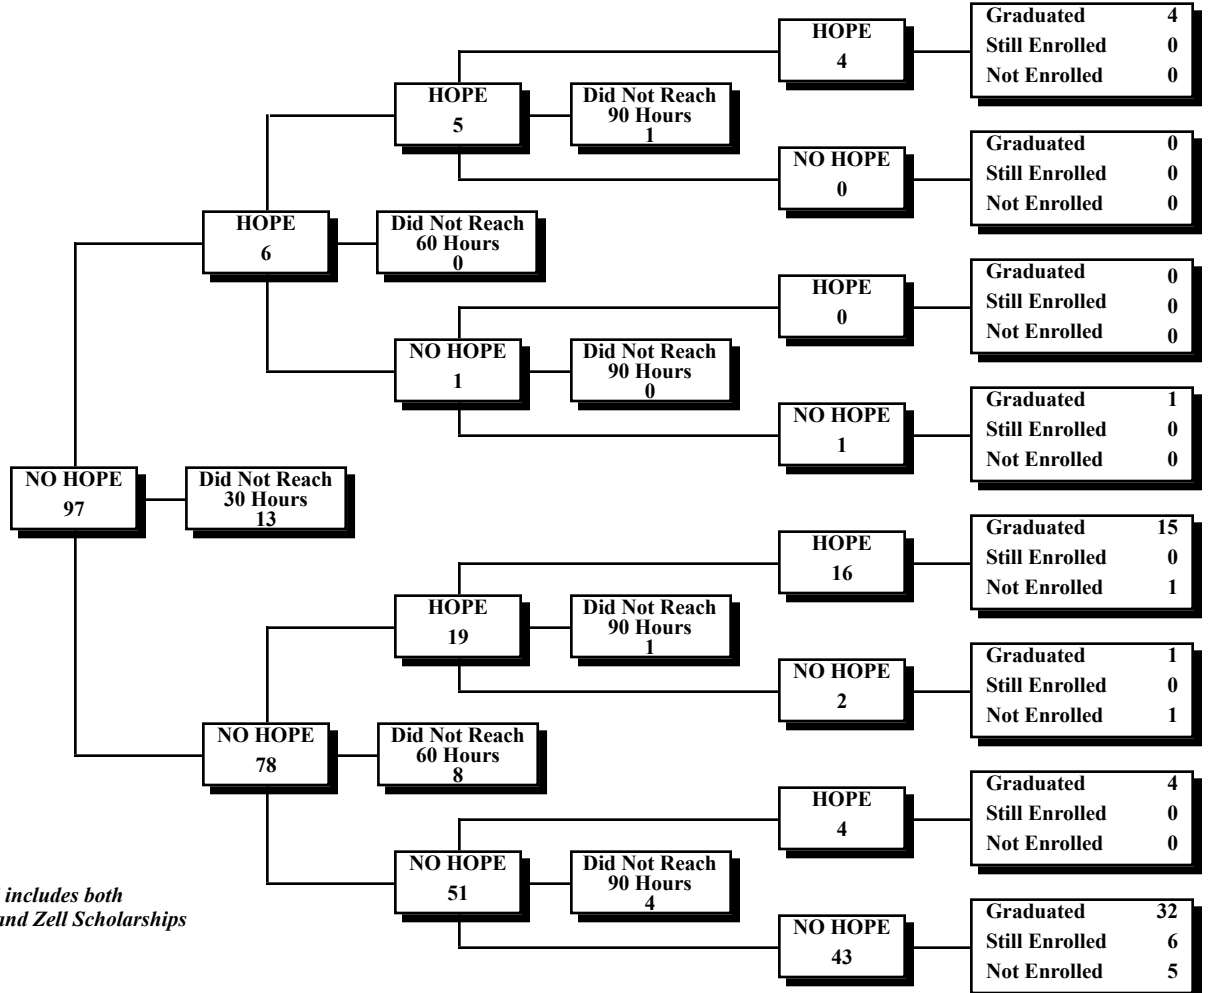 HOPE
4
Graduated 4
Still Enrolled 0
Not Enrolled 0
HOPE
5
Did Not Reach
90 Hours
1
NO HOPE
0
Graduated 0
Still Enrolled 0
Not Enrolled 0
HOPE
6
Did Not Reach
60 Hours
0
HOPE
0
Graduated 0
Still Enrolled 0
Not Enrolled 0
NO HOPE
1
Did Not Reach
90 Hours
0
NO HOPE
1
Graduated 1
Still Enrolled 0
Not Enrolled 0
NO HOPE
97
Did Not Reach
30 Hours
13
HOPE
16
Graduated 15
Still Enrolled 0
Not Enrolled 1
HOPE
19
Did Not Reach
90 Hours
1
NO HOPE
2
Graduated 1
Still Enrolled 0
Not Enrolled 1
NO HOPE
78
Did Not Reach
60 Hours
8
HOPE
4
Graduated 4
Still Enrolled 0
Not Enrolled 0
NO HOPE
51
Did Not Reach
90 Hours
4
NO HOPE
43
Graduated 32
Still Enrolled 6
Not Enrolled 5
includes both
and Zell Scholarships